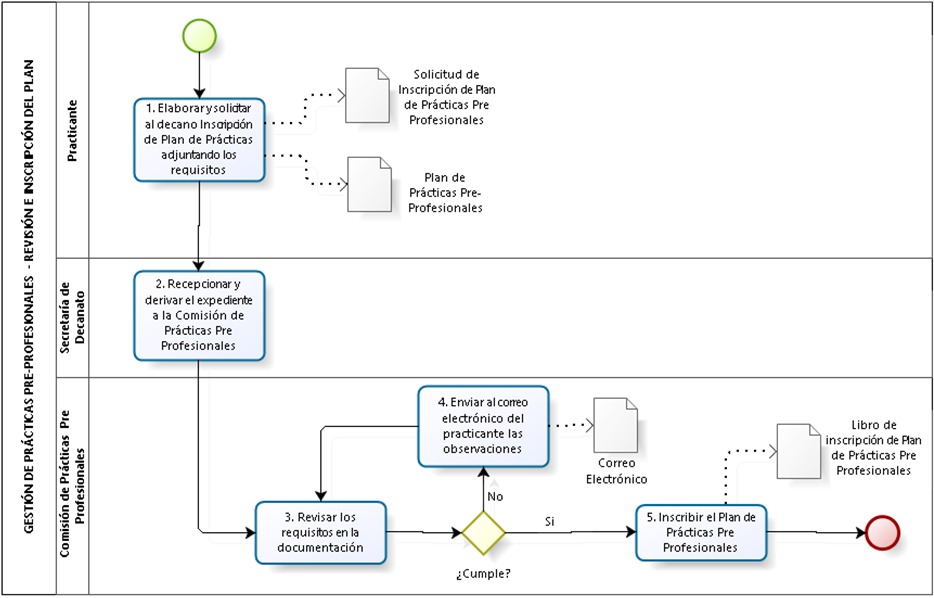 GESTIÓN DE PRÁCTICAS PRE-PROFESIONALES - REVISIÓN E INSCRIPCIÓN DEL PLAN
Practicante
1. Elaborar y solicitar
al decano Inscripción
de Plan de Prácticas
adjuntando los
requisitos
Solicitud de
Inscripción de Plan
de Prácticas Pre
Profesionales
Plan de
Prácticas Pre-
Profesionales
Secretaría de
Decanato
2. Recepcionar y
derivar el expediente
a la Comisión de
Prácticas Pre
Profesionales
Comisión de Prácticas Pre
Profesionales
4. Enviar al correo
electrónico del
practicante las
observaciones
Correo
Electrónico
Libro de
inscripción de Plan
de Prácticas Pre
Profesionales
No
3. Revisar los
requisitos en la
documentación
¿Cumple?
Si
5. Inscribir el Plan de
Prácticas Pre
Profesionales